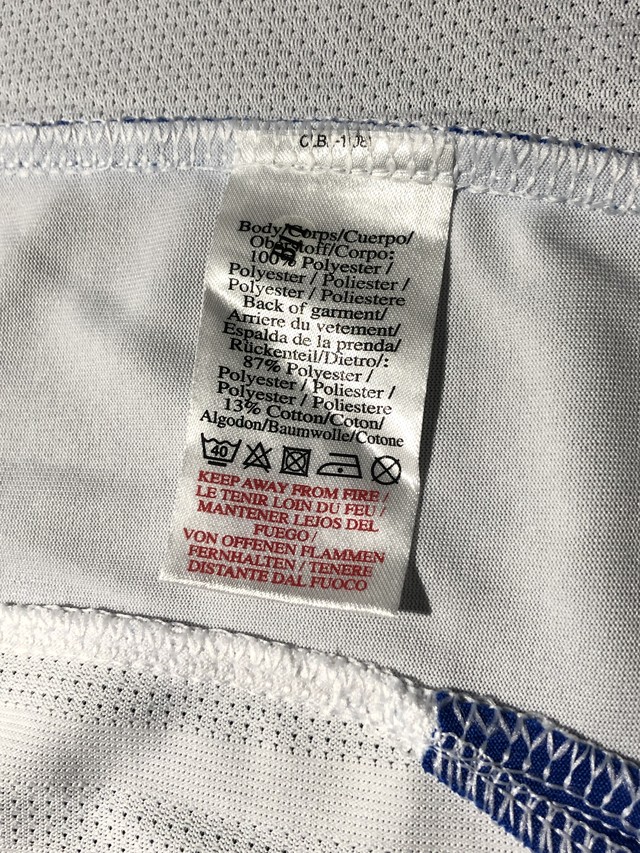 Body/Corps/Cuerpo/
Oberstoff/Corpo:
100% Polyester /
Polyester / Poliester /
Polyester / Poliestere
Back of garment/
Arriere du vetement/
Espalda de la prenda/
Rückenteil/Dietro/:
87% Polyester /
Polyester / Poliester /
Polyester / Poliestere
13% Cotton/Coton/
Algodon/Baumwolle/Cotone
40
KEEP AWAY FROM FIRE /
LE TENIR LOIN DU FEU /
MANTENER LEJOS DEL
FUEGO /
VON OFFENEN FLAMMEN
FERNHALTEN / TENERE
DISTANTE DAL FUOCO